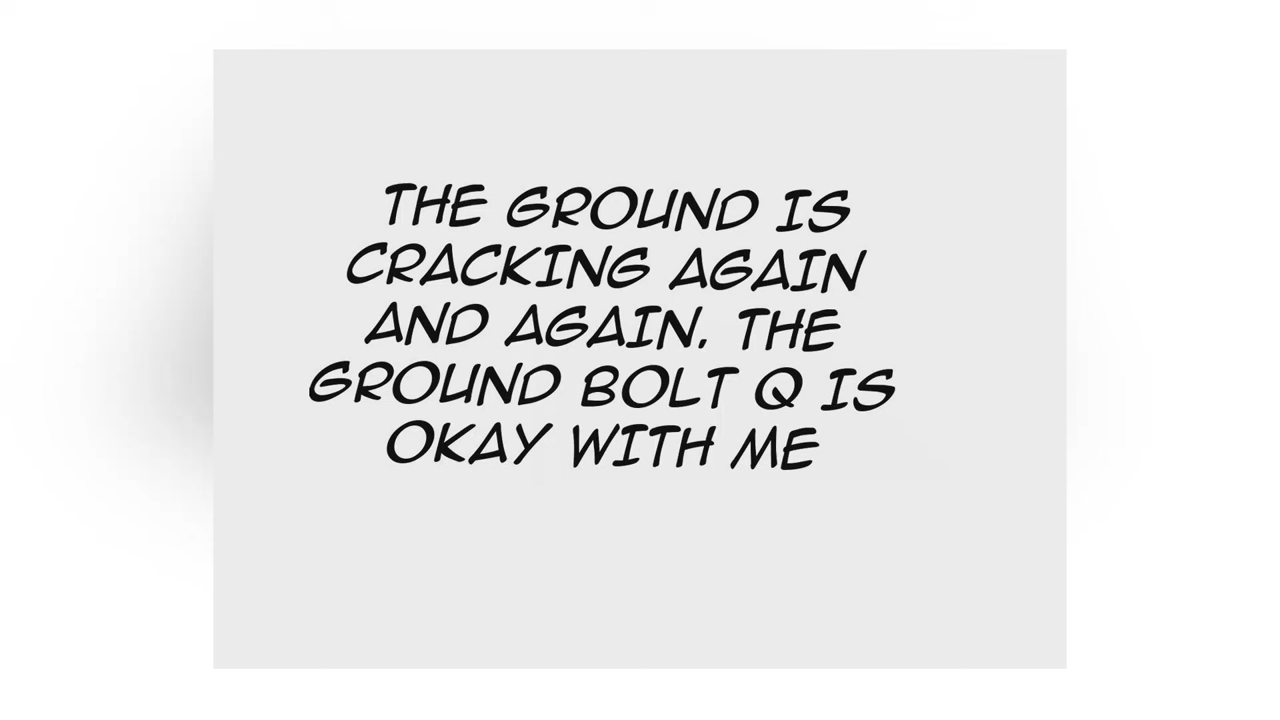 THE GROUND IS
CRACKING AGAIN
AND AGAIN. THE
GROUND BOLT Q IS
OKAY WITH ME